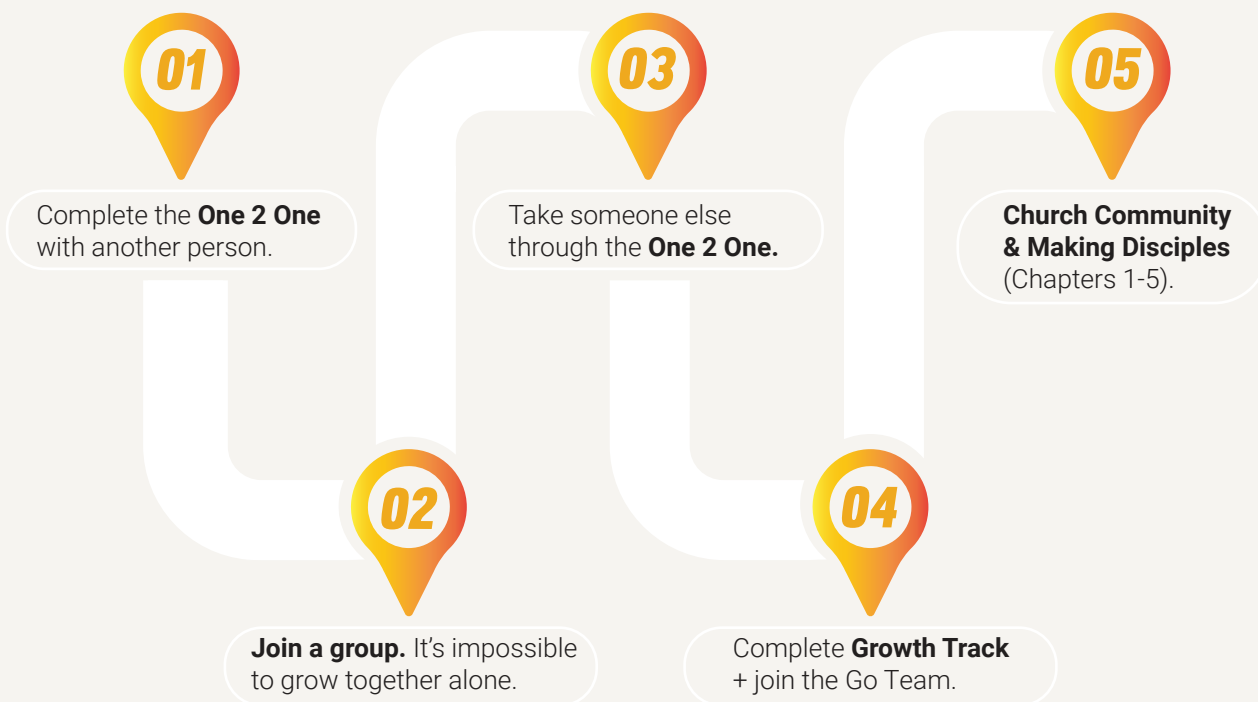 01
Complete the One 2 One
with another person.
02
Join a group. It's impossible
to grow together alone.
03
Take someone else
through the One 2 One.
04
Complete Growth Track
+ join the Go Team.
05
Church Community
& Making Disciples
(Chapters 1-5).